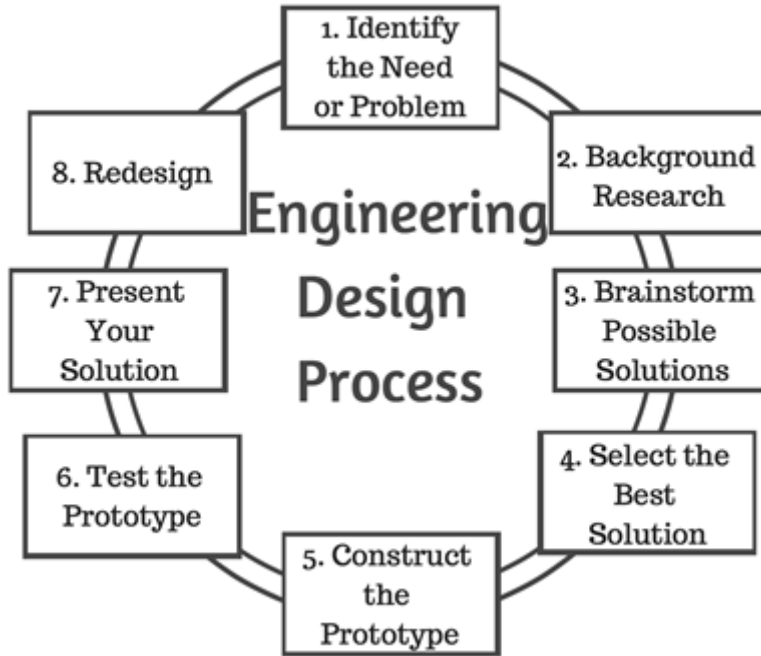 1. Identify
the Need
or Problem
2. Background
Research
3. Brainstorm
Possible
Solutions
4. Select the
Best
Solution
5. Construct
the
Prototype
6. Test the
Prototype
7. Present
Your
Solution
8. Redesign
Engineering
Design
Process